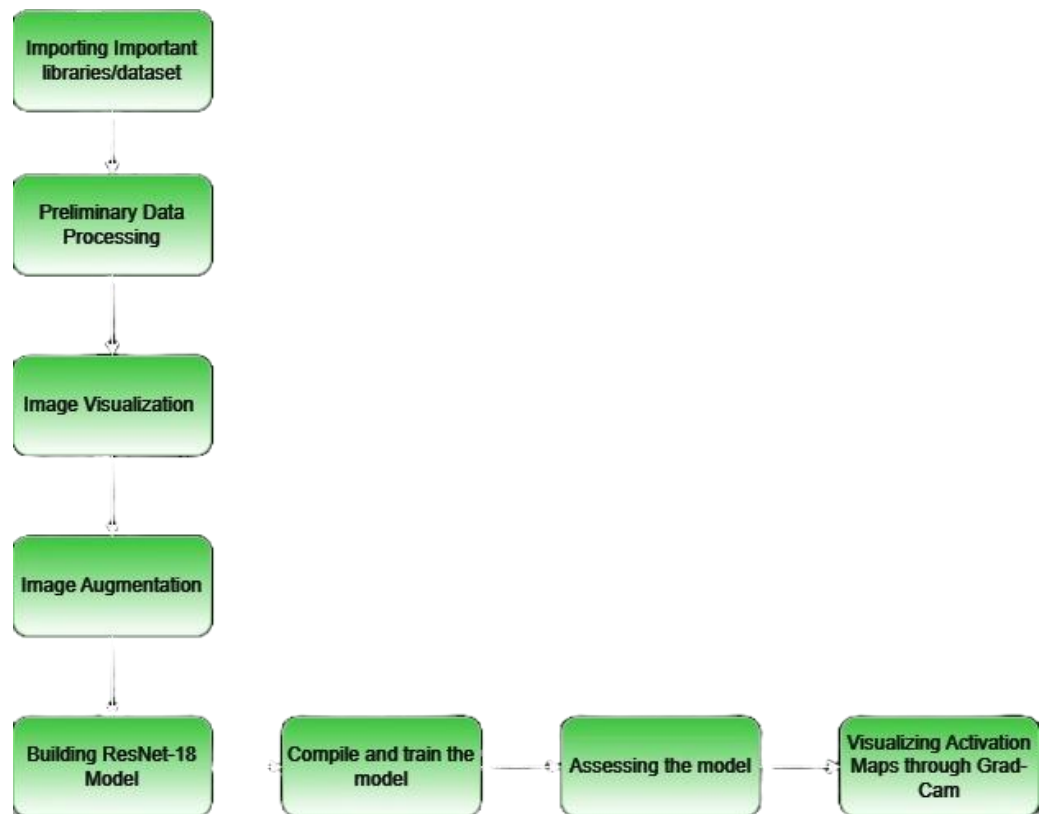 Importing Important
libraries/dataset
Preliminary Data
Processing
Image Visualization
Image Augmentation
Building ResNet-18
Model
Compile and train the
model
Assessing the model
Visualizing Activation
Maps through Grad-
Cam